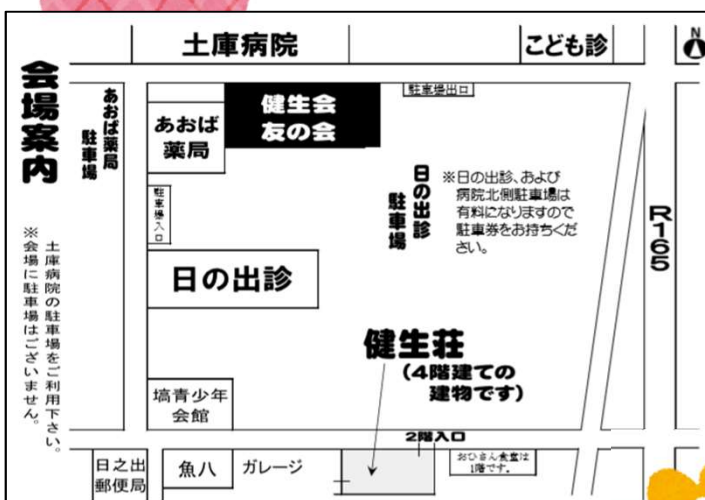 会場案内
※会場に駐車場はございません。
土庫病院の駐車場をご利用下さい。
土庫病院
こども診
N
あおば薬局
駐車場
あおば
薬局
健生会
友の会
駐車場出口
駐車場入口
日の出診
駐車場
※日の出診、および
病院北側駐車場は
有料になりますので
駐車券をお持ちくだ
さい。
R165
日の出診
健生荘
(4階建ての
建物です)
塙青少年
会館
2階入口
日之出
郵便局
魚八
ガレージ
おひさん食堂は
1階です。